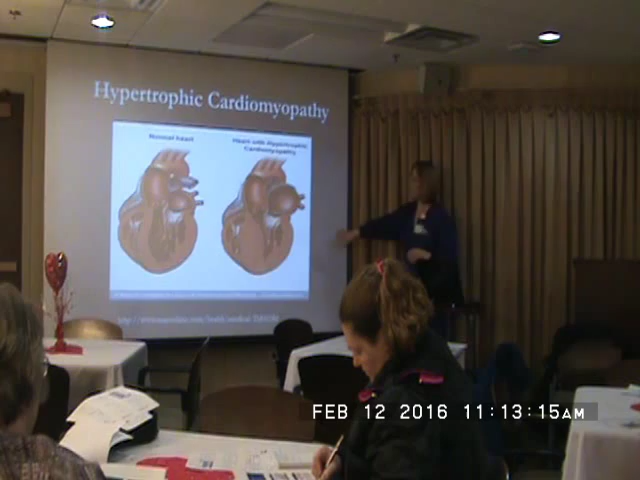 Hypertrophic Cardiomyopathy
Normal heart
Heart with Hypertrophic
Cardiomyopathy
FEB 12 2016 11:13:15AM